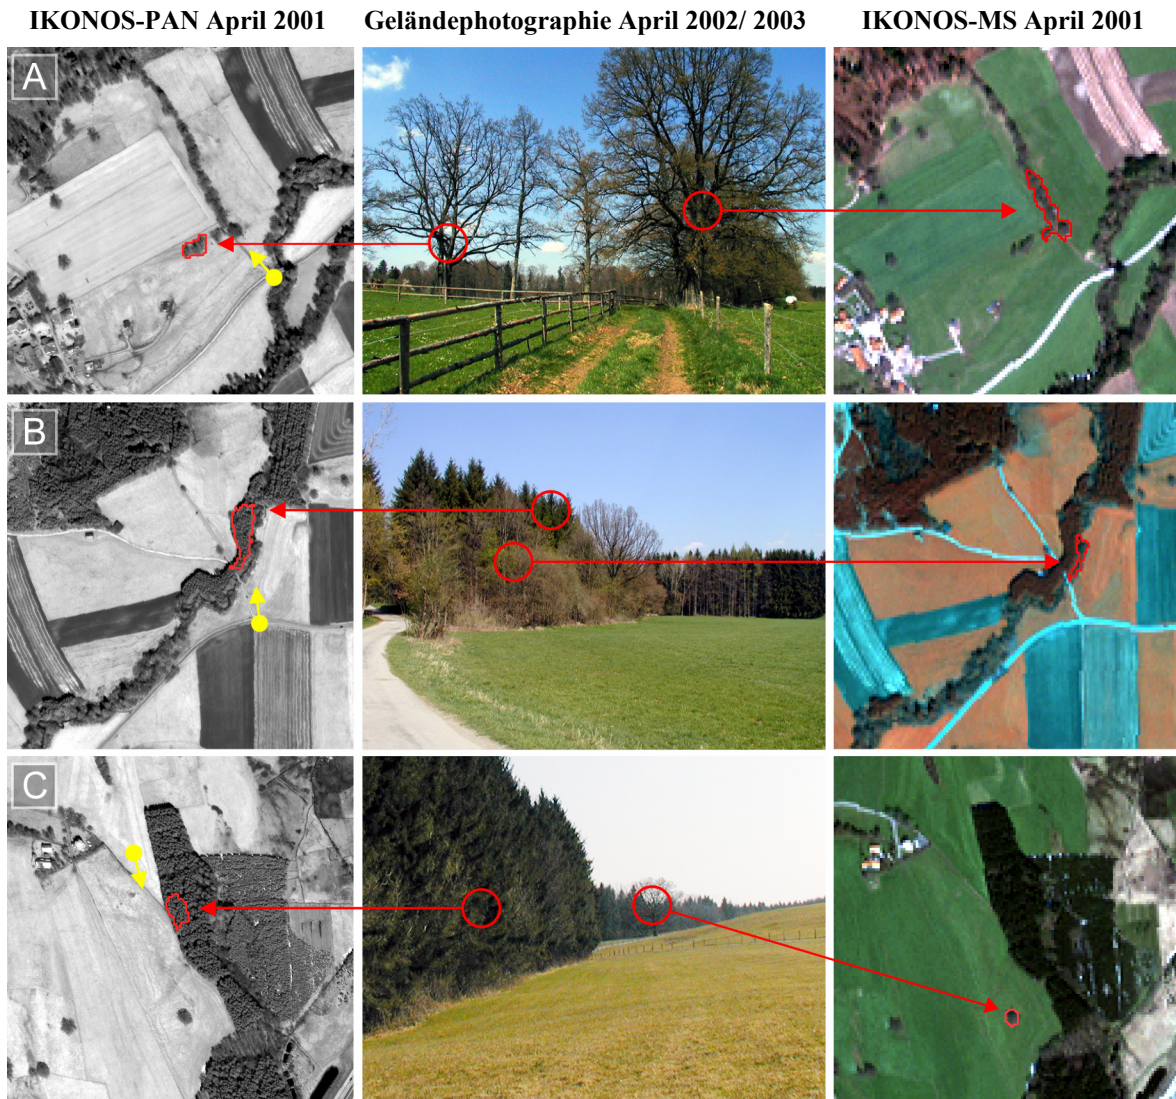 IKONOS-PAN April 2001
Geländephotographie April 2002/ 2003
IKONOS-MS April 2001
A
B
C